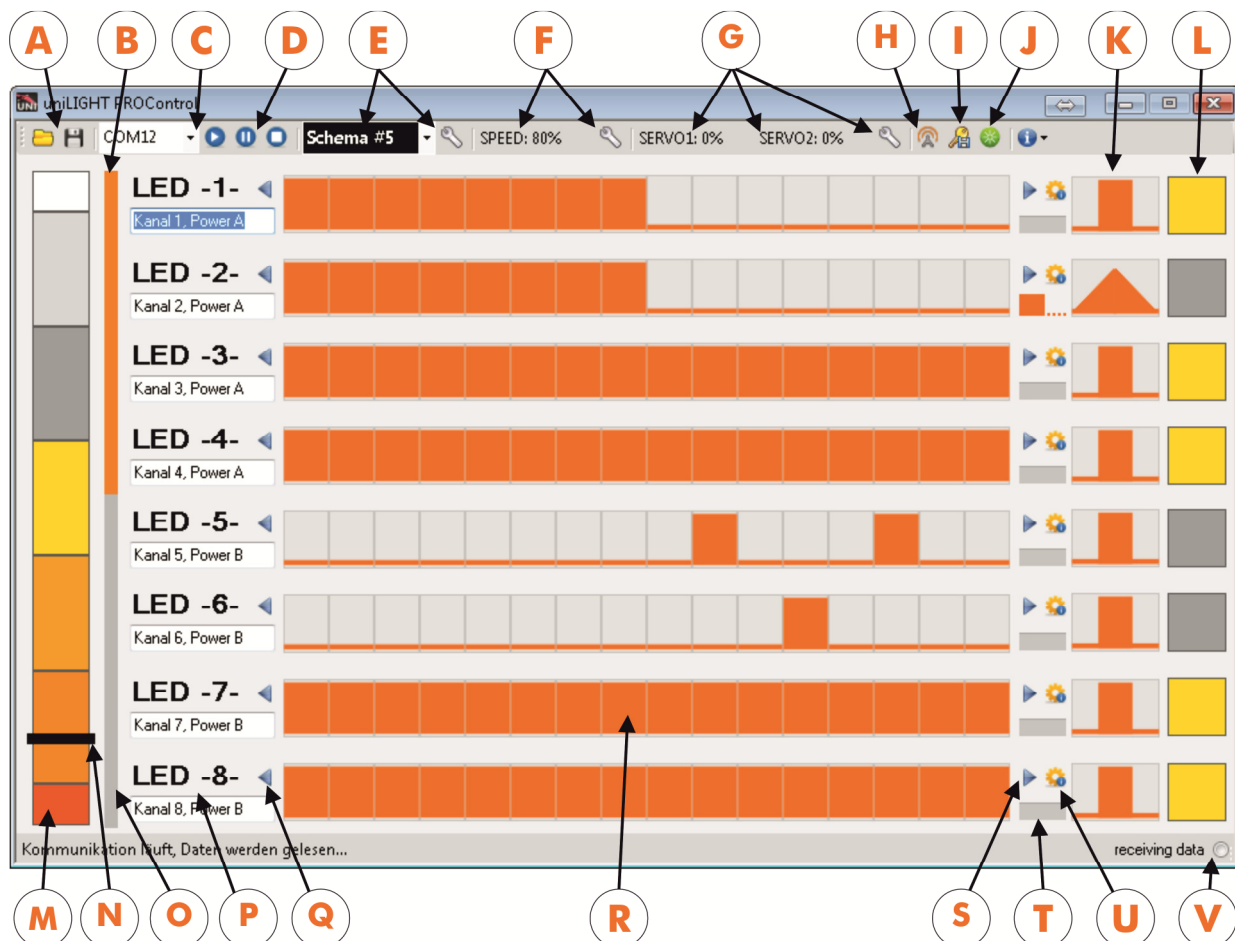 A B C D E F G H I J K L
uniLIGHT PROControl
COM12 Schema #5 SPEED: 80% SERVO1: 0% SERVO2: 0%
LED -1-
Kanal 1, Power A
LED -2-
Kanal 2, Power A
LED -3-
Kanal 3, Power A
LED -4-
Kanal 4, Power A
LED -5-
Kanal 5, Power B
LED -6-
Kanal 6, Power B
LED -7-
Kanal 7, Power B
LED -8-
Kanal 8, Power B
Kommunikation läuft, Daten werden gelesen... receiving data
M N O P Q R S T U V